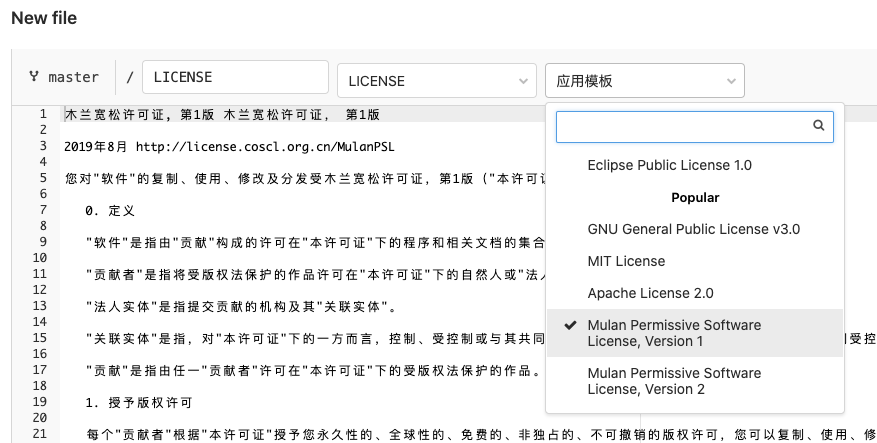 New file
master / LICENSE LICENSE 应用模板
1 木兰宽松许可证, 第1版 木兰宽松许可证, 第1版
2
3 2019年8月 http://license.coscl.org.cn/MulanPSL
4
5 您对"软件"的复制、使用、修改及分发受木兰宽松许可证, 第1版 ("本许可证
6
7 0. 定义
8
9 "软件"是指由"贡献"构成的许可在"本许可证"下的程序和相关文档的集合
10
11 "贡献者"是指将受版权法保护的作品许可在"本许可证"下的自然人或"法人
12
13 "法人实体"是指提交贡献的机构及其"关联实体"。
14
15 "关联实体"是指, 对"本许可证"下的一方而言, 控制、受控制或与其共同 受控
16
17 "贡献"是指由任一"贡献者"许可在"本许可证"下的受版权法保护的作品。
18
19 1. 授予版权许可
20
21 每个"贡献者"根据"本许可证"授予您永久性的、全球性的、免费的、非独占的、不可撤销的版权许可, 您可以复制、使用、修
Eclipse Public License 1.0
Popular
GNU General Public License v3.0
MIT License
Apache License 2.0
Mulan Permissive Software
License, Version 1
Mulan Permissive Software
License, Version 2